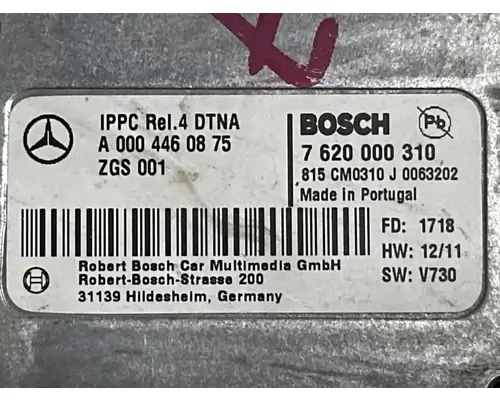 IPPC Rel.4 DTNA
A 000 446 08 75
ZGS 001
BOSCH
Pb
7 620 000 310
815 CM0310 J 0063202
Made in Portugal
FD: 1718
HW: 12/11
SW: V730
Robert Bosch Car Multimedia GmbH
Robert-Bosch-Strasse 200
31139 Hildesheim, Germany